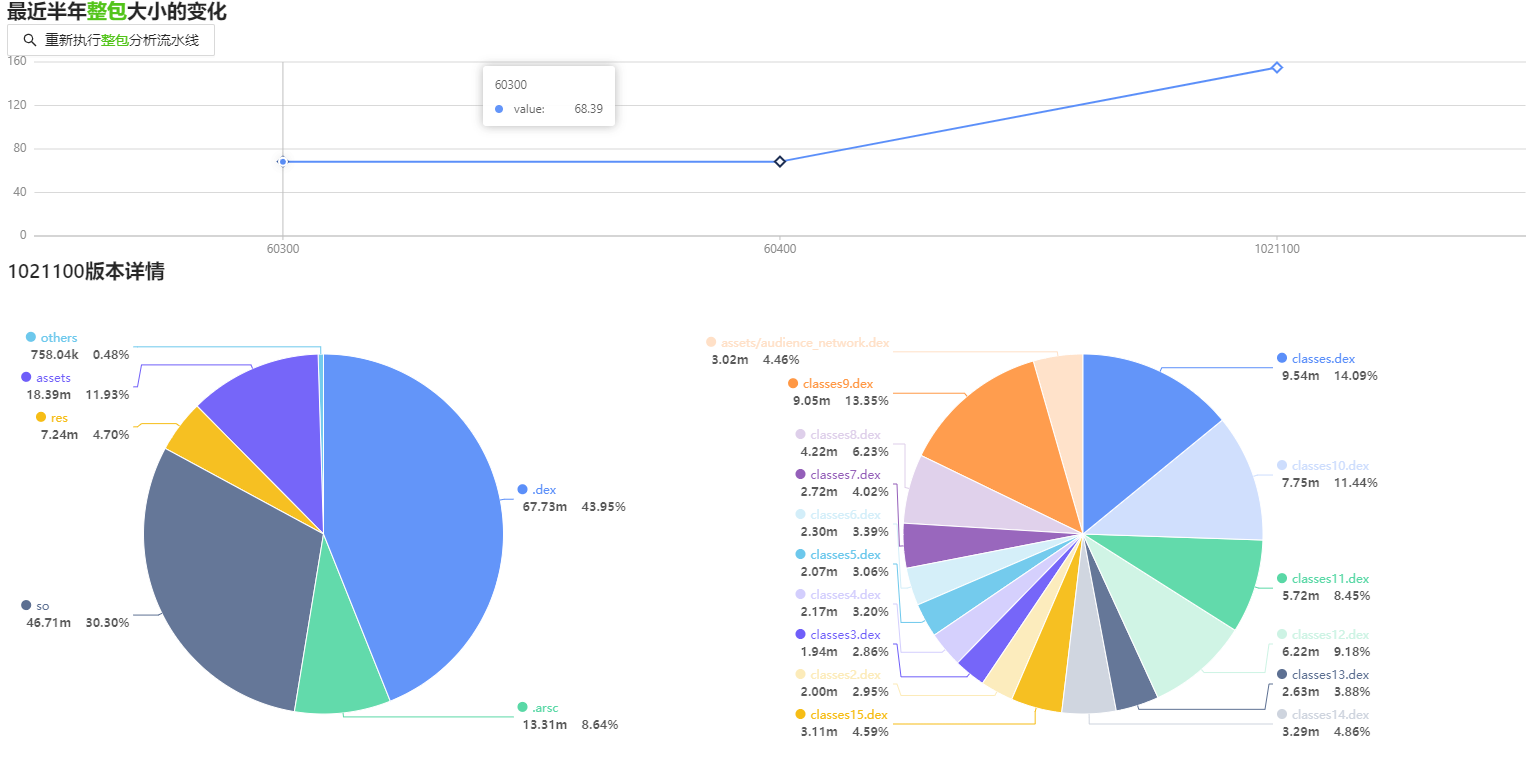 最近半年整包大小的变化
重新执行整包分析流水线
160
120
80
40
0
60300
value: 68.39
60300 60400 1021100
1021100版本详情
others
758.04k 0.48%
assets
18.39m 11.93%
res
7.24m 4.70%
so
46.71m 30.30%
.dex
67.73m 43.95%
.arsc
13.31m 8.64%
assets/audience_network.dex
3.02m 4.46%
classes9.dex
9.05m 13.35%
classes8.dex
4.22m 6.23%
classes7.dex
2.72m 4.02%
classes6.dex
2.30m 3.39%
classes5.dex
2.07m 3.06%
classes4.dex
2.17m 3.20%
classes3.dex
1.94m 2.86%
classes2.dex
2.00m 2.95%
classes15.dex
3.11m 4.59%
classes.dex
9.54m 14.09%
classes10.dex
7.75m 11.44%
classes11.dex
5.72m 8.45%
classes12.dex
6.22m 9.18%
classes13.dex
2.63m 3.88%
classes14.dex
3.29m 4.86%